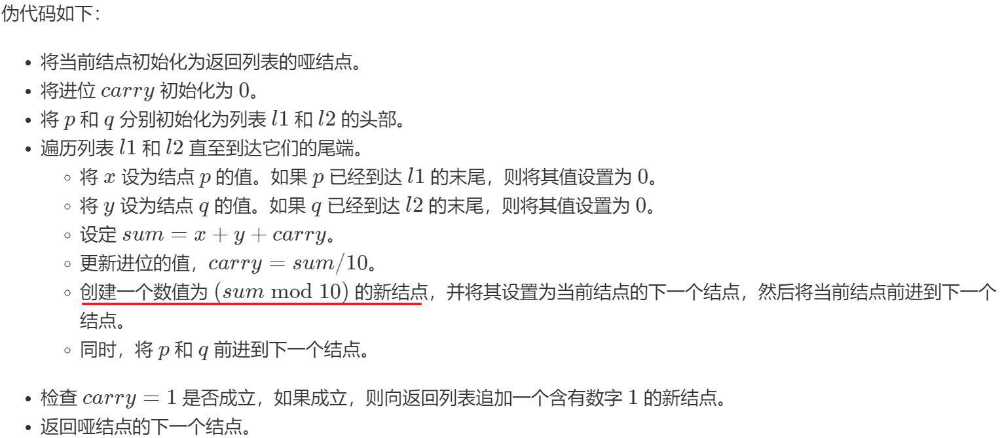 伪代码如下：
• 将当前结点初始化为返回列表的哑结点。
• 将进位 carry 初始化为 0。
• 将 p 和 q 分别初始化为列表 l1 和 l2 的头部。
• 遍历列表 l1 和 l2 直至到达它们的尾端。
◦ 将 x 设为结点 p 的值。如果 p 已经到达 l1 的末尾，则将其值设置为 0。
◦ 将 y 设为结点 q 的值。如果 q 已经到达 l2 的末尾，则将其值设置为 0。
◦ 设定 sum = x + y + carry。
◦ 更新进位的值，carry = sum/10。
◦ 创建一个数值为 (sum mod 10) 的新结点，并将其设置为当前结点的下一个结点，然后将当前结点前进到下一个
结点。
◦ 同时，将 p 和 q 前进到下一个结点。
• 检查 carry = 1 是否成立，如果成立，则向返回列表追加一个含有数字 1 的新结点。
• 返回哑结点的下一个结点。